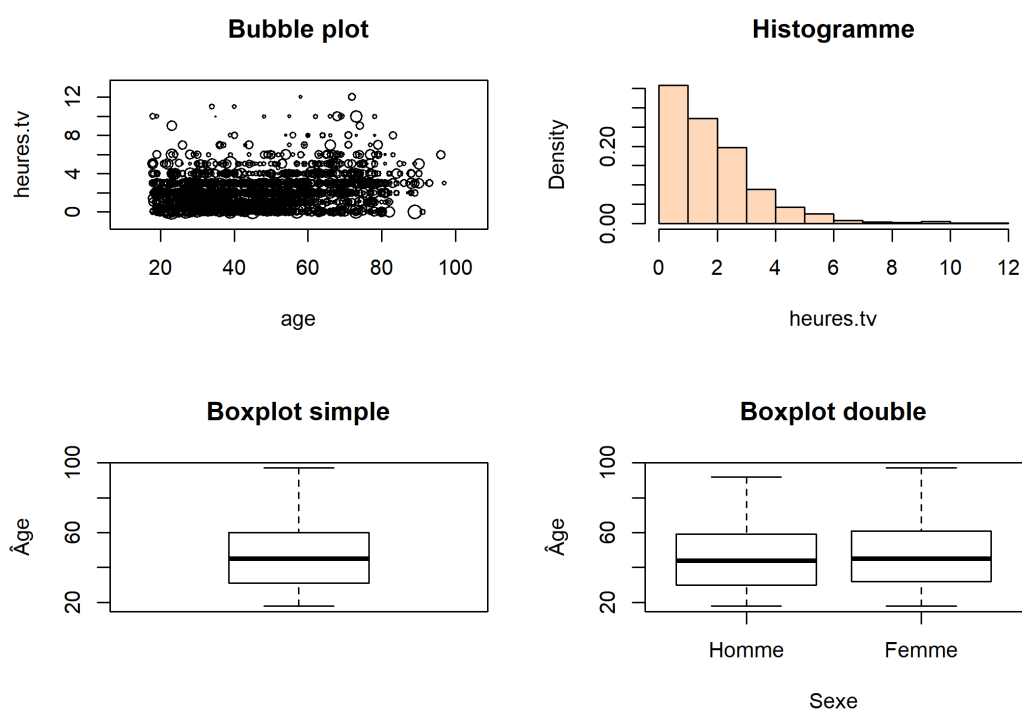 Bubble plot
heures.tv
12
8
4
0
20 40 60 80 100
age
Histogramme
Density
0.20
0.00
0 2 4 6 8 10 12
heures.tv
Boxplot simple
Âge
100
60
20
Boxplot double
Âge
100
60
20
Homme Femme
Sexe